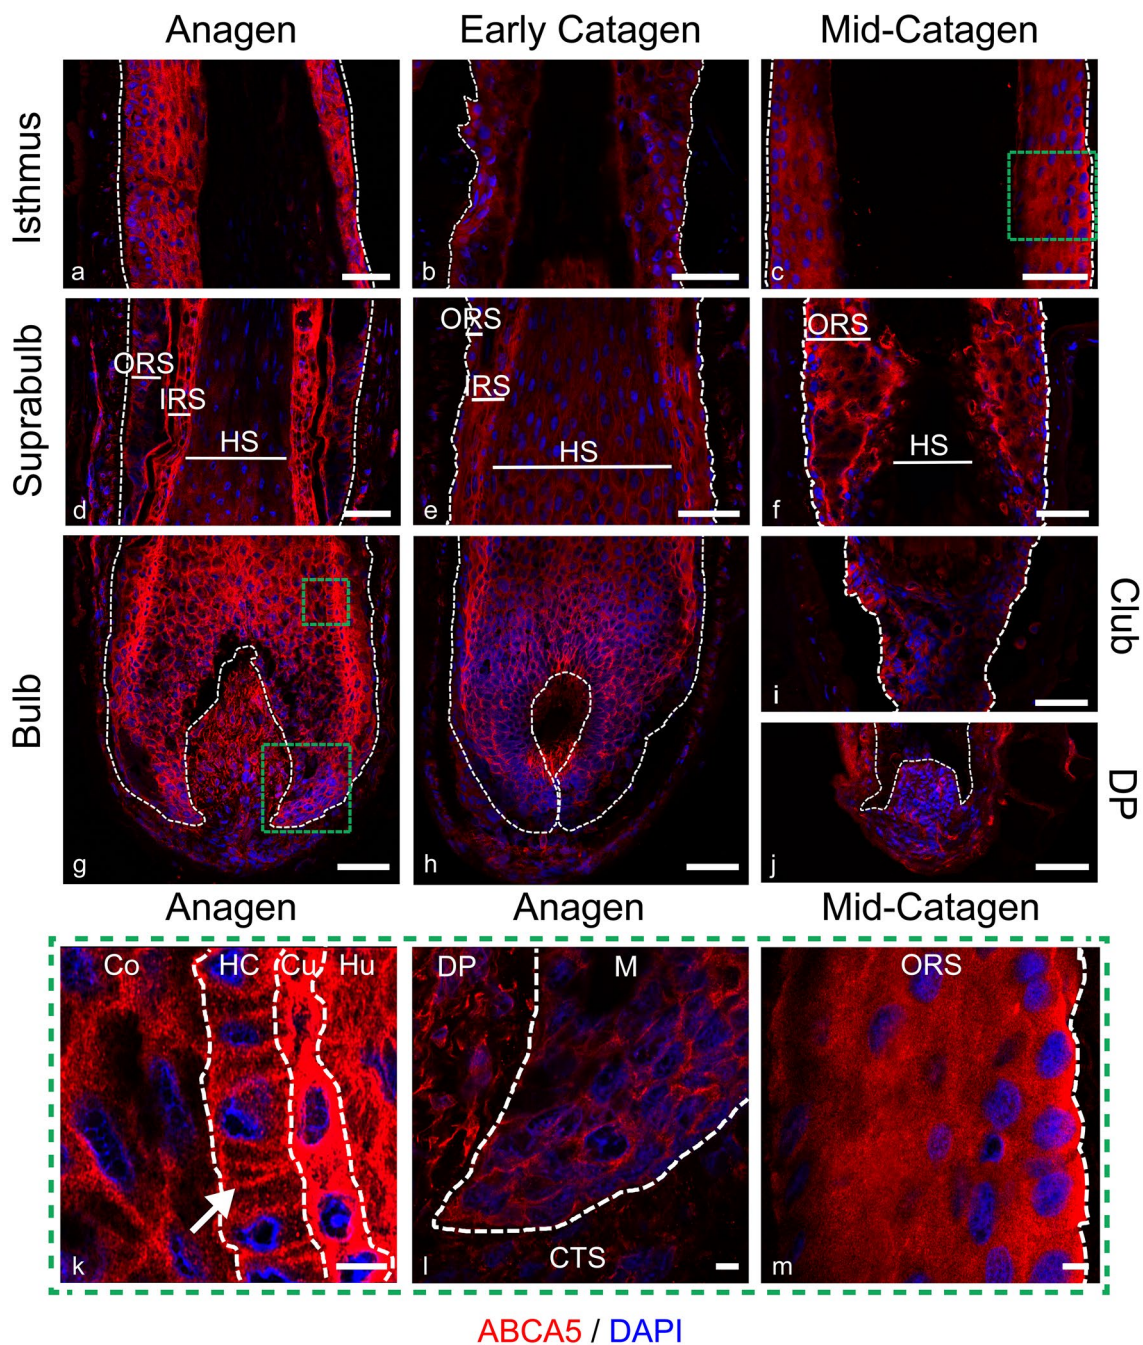 Anagen
Early Catagen
Mid-Catagen
Isthmus
a
b
c
Suprabulb
ORS
IRS
HS
d
ORS
IRS
HS
e
ORS
HS
f
Bulb
g
h
Club
i
DP
j
Anagen
Anagen
Mid-Catagen
Co
HC
Cu
Hu
k
DP
M
CTS
l
ORS
m
ABCA5 / DAPI